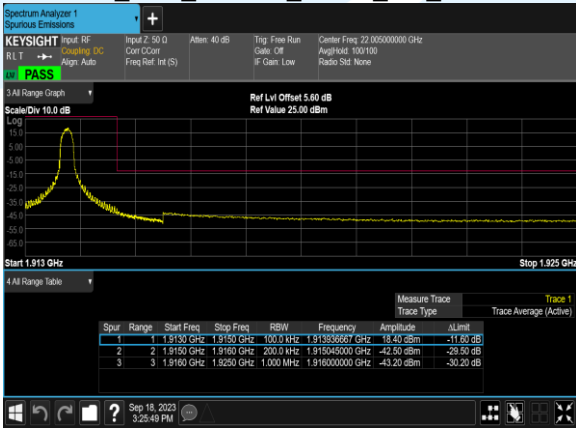 Spectrum Analyzer 1
Spurious Emissions
+
KEYSIGHT
RLT
LXI PASS
Input: RF
Coupling: DC
Align: Auto
Input Z: 50 Ω
Corr CCorr
Freq Ref: Int (S)
Atten: 40 dB
Trig: Free Run
Gate: Off
IF Gain: Low
Center Freq: 22.005000000 GHz
Avg|Hold: 100/100
Radio Std: None
3 All Range Graph
Scale/Div 10.0 dB
Ref Lvl Offset 5.60 dB
Ref Value 25.00 dBm
Log
15.0
5.00
-5.00
-15.0
-25.0
-35.0
-45.0
-55.0
-65.0
Start 1.913 GHz
Stop 1.925 GHz
4 All Range Table
Measure Trace Trace 1
Trace Type Trace Average (Active)
Spur Range Start Freq Stop Freq RBW Frequency Amplitude ΔLimit
1 1 1.9130 GHz 1.9150 GHz 100.0 kHz 1.913936667 GHz 18.40 dBm -11.60 dB
2 2 1.9150 GHz 1.9160 GHz 200.0 kHz 1.915045000 GHz -42.50 dBm -29.50 dB
3 3 1.9160 GHz 1.9250 GHz 1.000 MHz 1.916000000 GHz -43.20 dBm -30.20 dB
?
Sep 18, 2023
3:25:49 PM